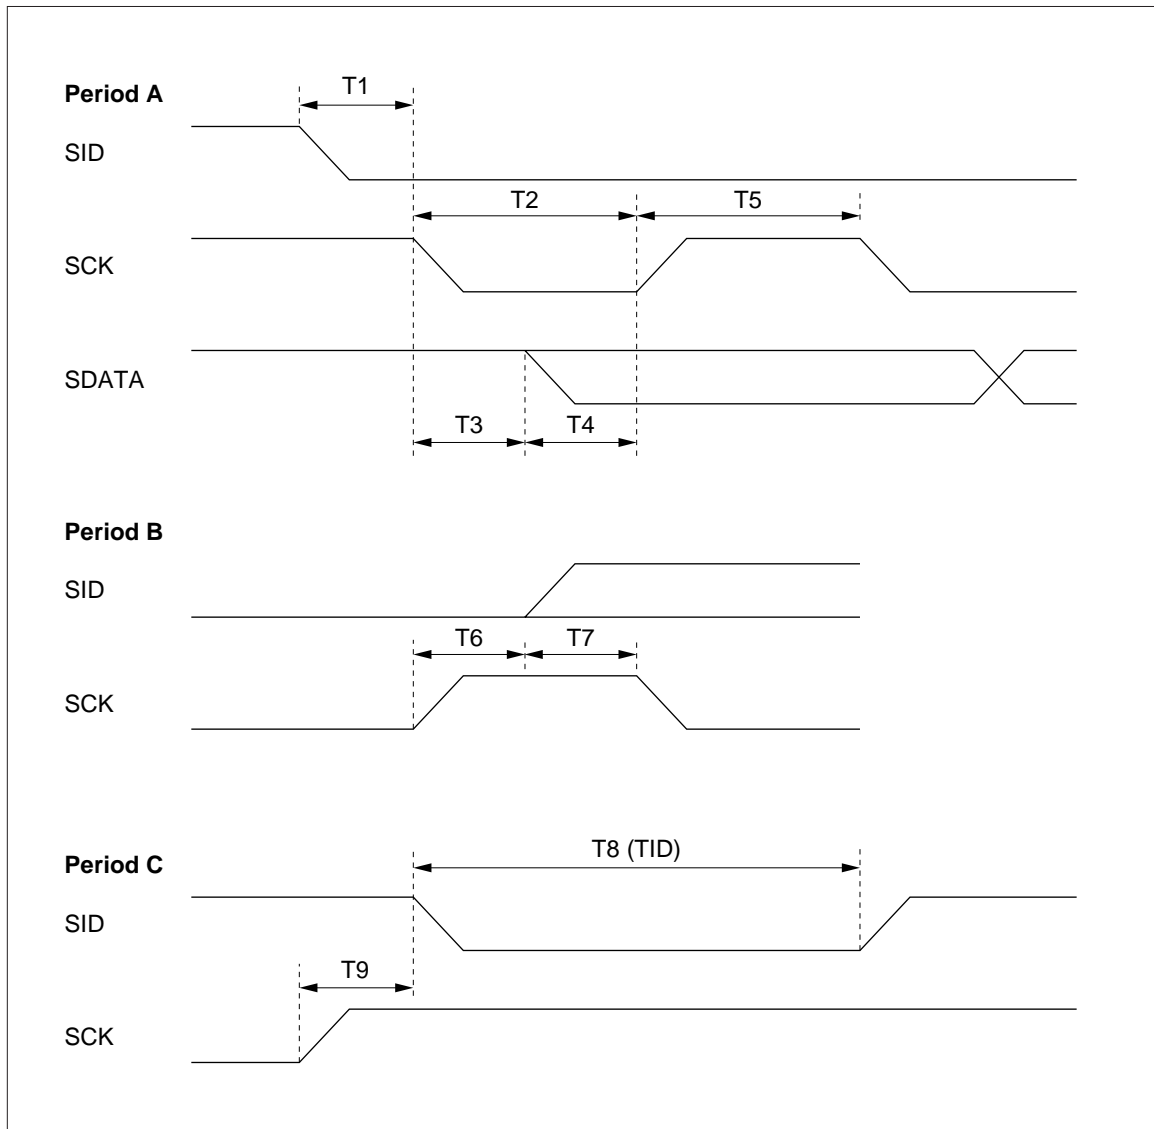 Period A
T1
SID
T2
T5
SCK
SDATA
T3
T4
Period B
SID
T6
T7
SCK
Period C
T8 (TID)
SID
T9
SCK